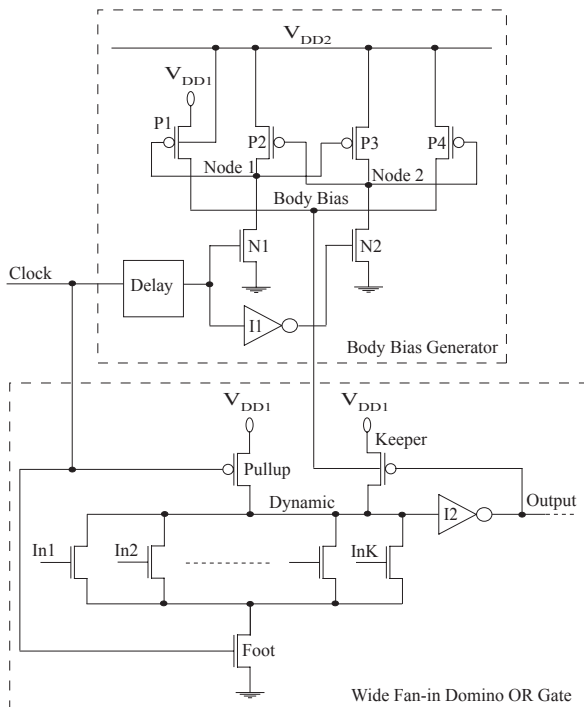 VDD2
VDD1
P1
P2
P3
P4
Node 1
Node 2
Body Bias
N1
N2
Clock
Delay
I1
Body Bias Generator
VDD1
VDD1
Keeper
Pullup
Dynamic
Output
I2
In1
In2
InK
Foot
Wide Fan-in Domino OR Gate